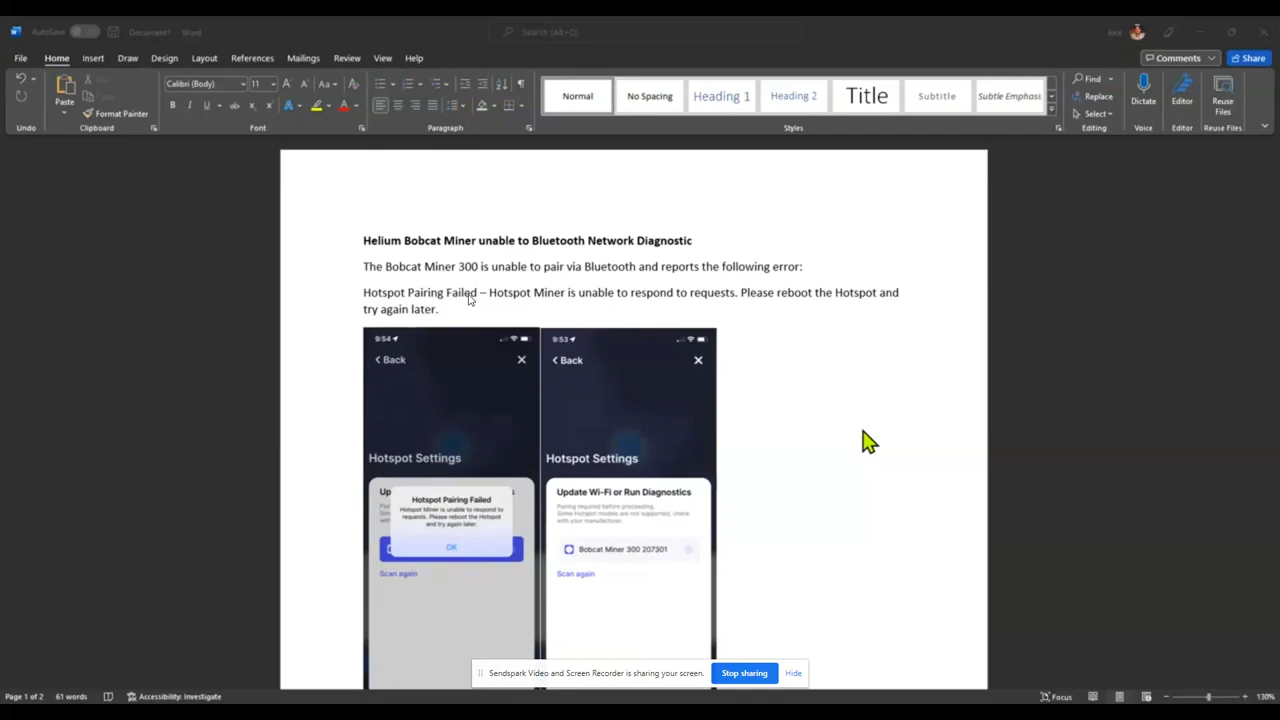 AutoSave
Document1 - Word
Search (Alt+Q)
File Home Insert Draw Design Layout References Mailings Review View Help
Comments Share
Calibri (Body) 11
Paste
Format Painter
Normal No Spacing Heading 1 Heading 2 Title Subtitle Subtle Emphasis
Find
Replace
Select
Dictate Editor Reuse
Files
Undo Clipboard Font Paragraph Styles Editing Voice Editor Reuse Files
Helium Bobcat Miner unable to Bluetooth Network Diagnostic
The Bobcat Miner 300 is unable to pair via Bluetooth and reports the following error:
Hotspot Pairing Failed – Hotspot Miner is unable to respond to requests. Please reboot the Hotspot and
try again later.
9:54
Back
Hotspot Settings
Hotspot Pairing Failed
Hotspot Miner is unable to respond to
requests. Please reboot the Hotspot
and try again later.
OK
Scan again
9:53
Back
Hotspot Settings
Update Wi-Fi or Run Diagnostics
Pairing required before proceeding.
Some Hotspot models are not supported, check
with your manufacturer.
Bobcat Miner 300 207301
Scan again
Sendspark Video and Screen Recorder is sharing your screen. Stop sharing Hide
Page 1 of 2 61 words Accessibility: Investigate Focus 130%